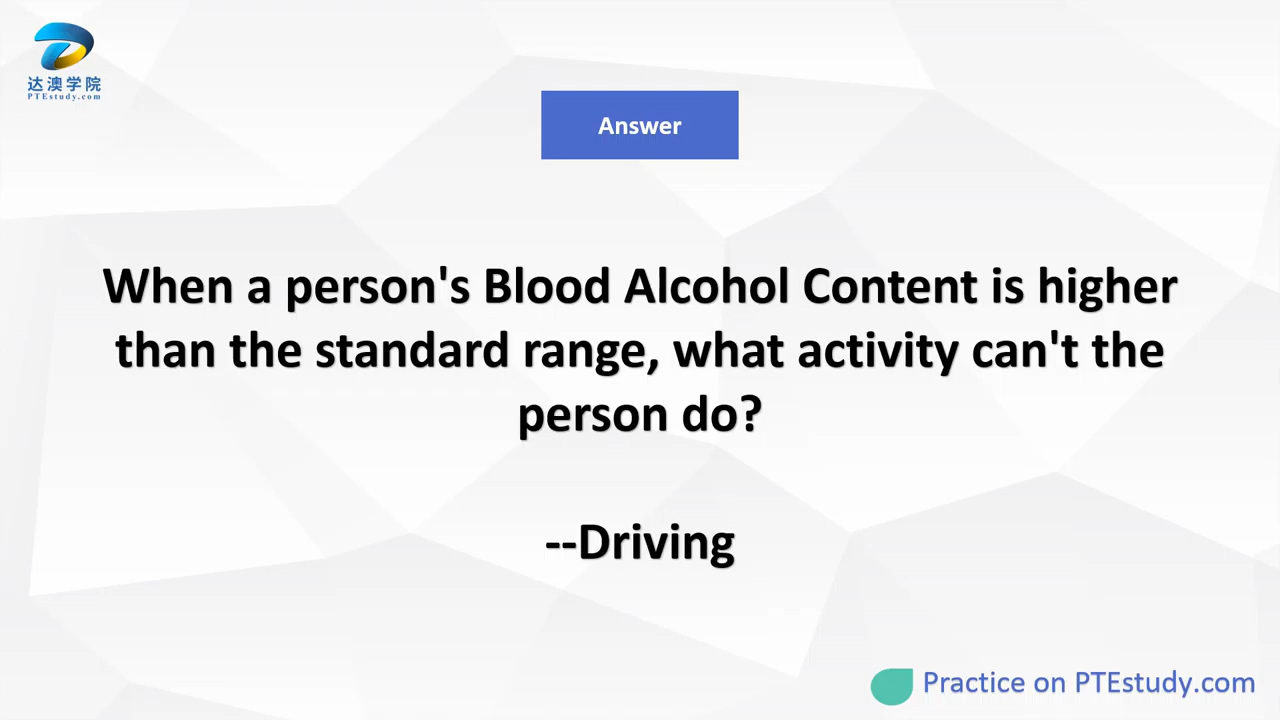 达澳学院
PTEstudy.com
Answer
When a person's Blood Alcohol Content is higher
than the standard range, what activity can't the
person do?
--Driving
Practice on PTEstudy.com